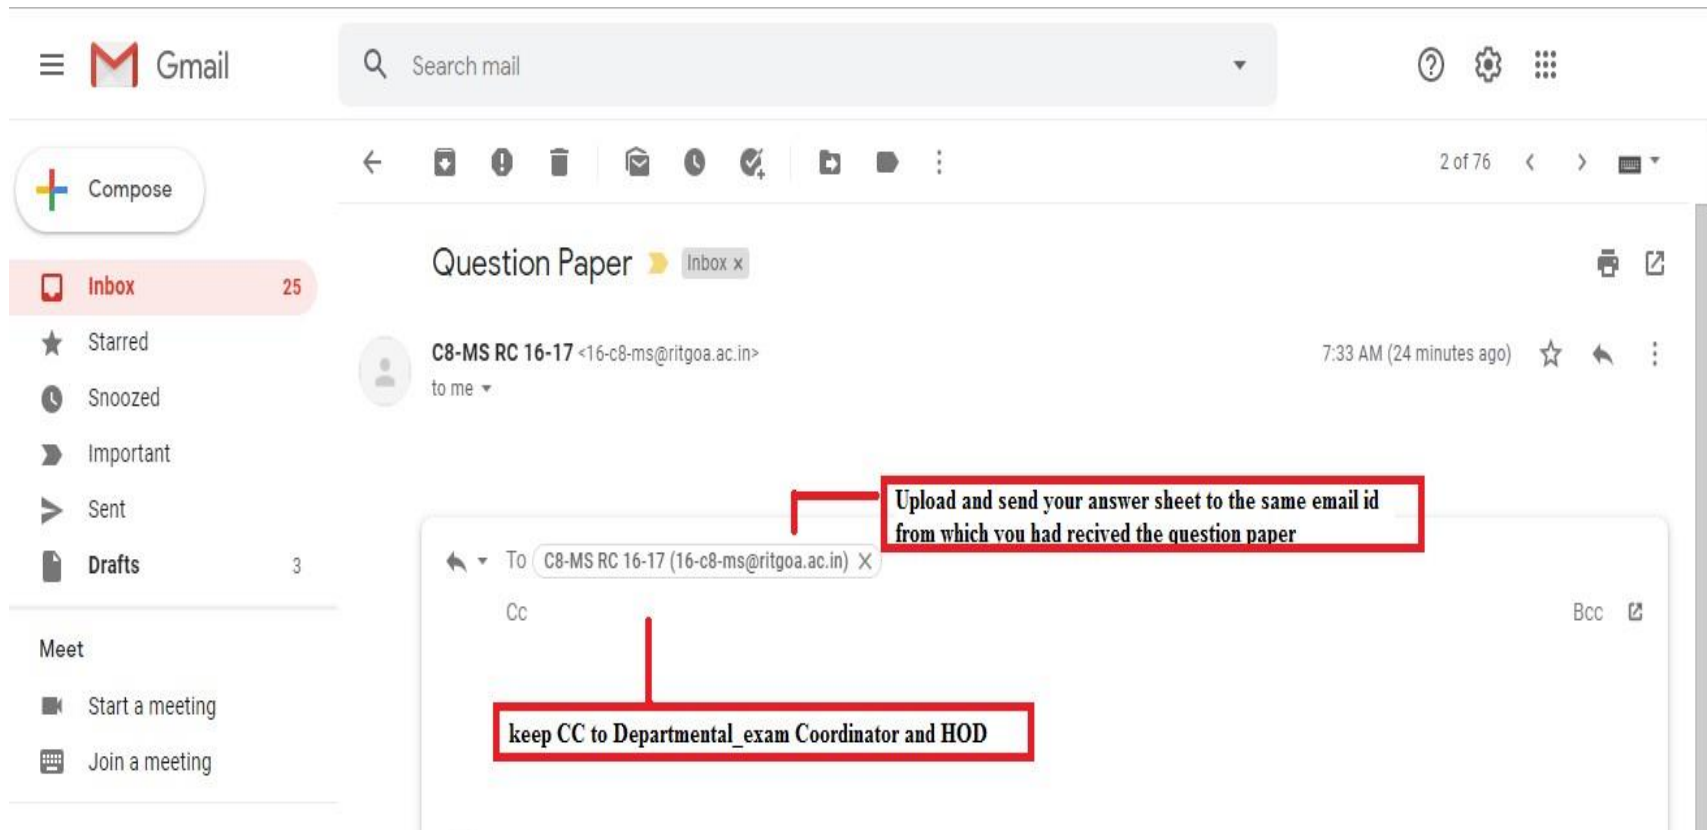 Gmail
Search mail
Compose
2 of 76
Question Paper
Inbox x
Inbox 25
Starred
C8-MS RC 16-17 <16-c8-ms@ritgoa.ac.in>
7:33 AM (24 minutes ago)
to me
Snoozed
Important
Sent
Drafts 3
Upload and send your answer sheet to the same email id
from which you had recived the question paper
To C8-MS RC 16-17 (16-c8-ms@ritgoa.ac.in) X
Cc
Bcc
Meet
Start a meeting
Join a meeting
keep CC to Departmental_exam Coordinator and HOD